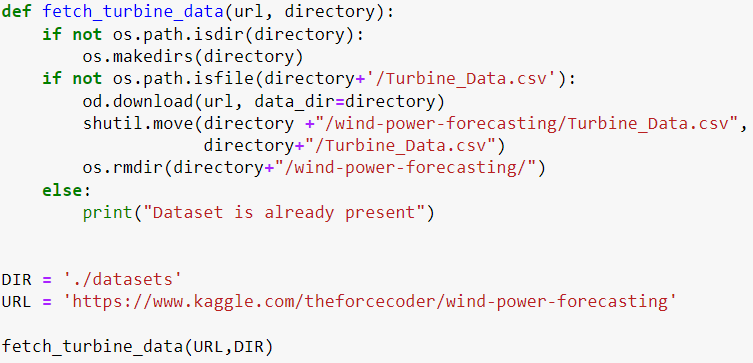 def fetch_turbine_data(url, directory):
    if not os.path.isdir(directory):
        os.makedirs(directory)
    if not os.path.isfile(directory+'/Turbine_Data.csv'):
        od.download(url, data_dir=directory)
        shutil.move(directory +"/wind-power-forecasting/Turbine_Data.csv",
                    directory+"/Turbine_Data.csv")
        os.rmdir(directory+"/wind-power-forecasting/")
    else:
        print("Dataset is already present")
DIR = './datasets'
URL = 'https://www.kaggle.com/theforcecoder/wind-power-forecasting'
fetch_turbine_data(URL,DIR)